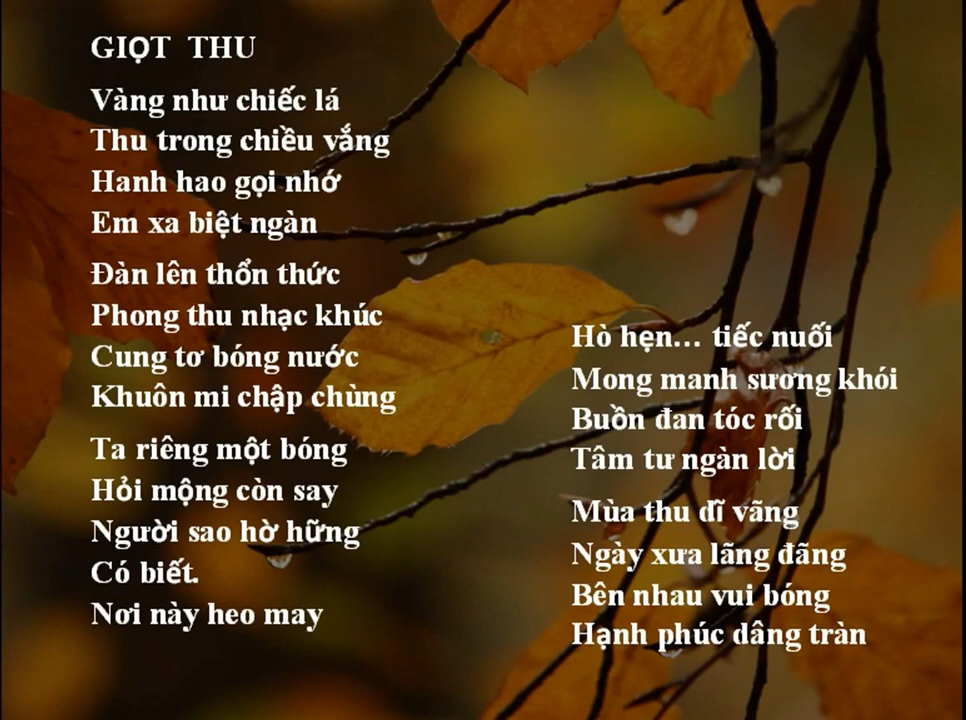 GIỌT THU
Vàng như chiếc lá
Thu trong chiều vắng
Hanh hao gọi nhớ
Em xa biệt ngàn
Đàn lên thổn thức
Phong thu nhạc khúc
Cung tơ bóng nước
Khuôn mi chập chùng
Ta riêng một bóng
Hỏi mộng còn say
Người sao hờ hững
Có biết.
Nơi này heo may
Hò hẹn... tiếc nuối
Mong manh sương khói
Buồn đan tóc rối
Tâm tư ngàn lời
Mùa thu dĩ vãng
Ngày xưa lãng đãng
Bên nhau vui bóng
Hạnh phúc dâng tràn